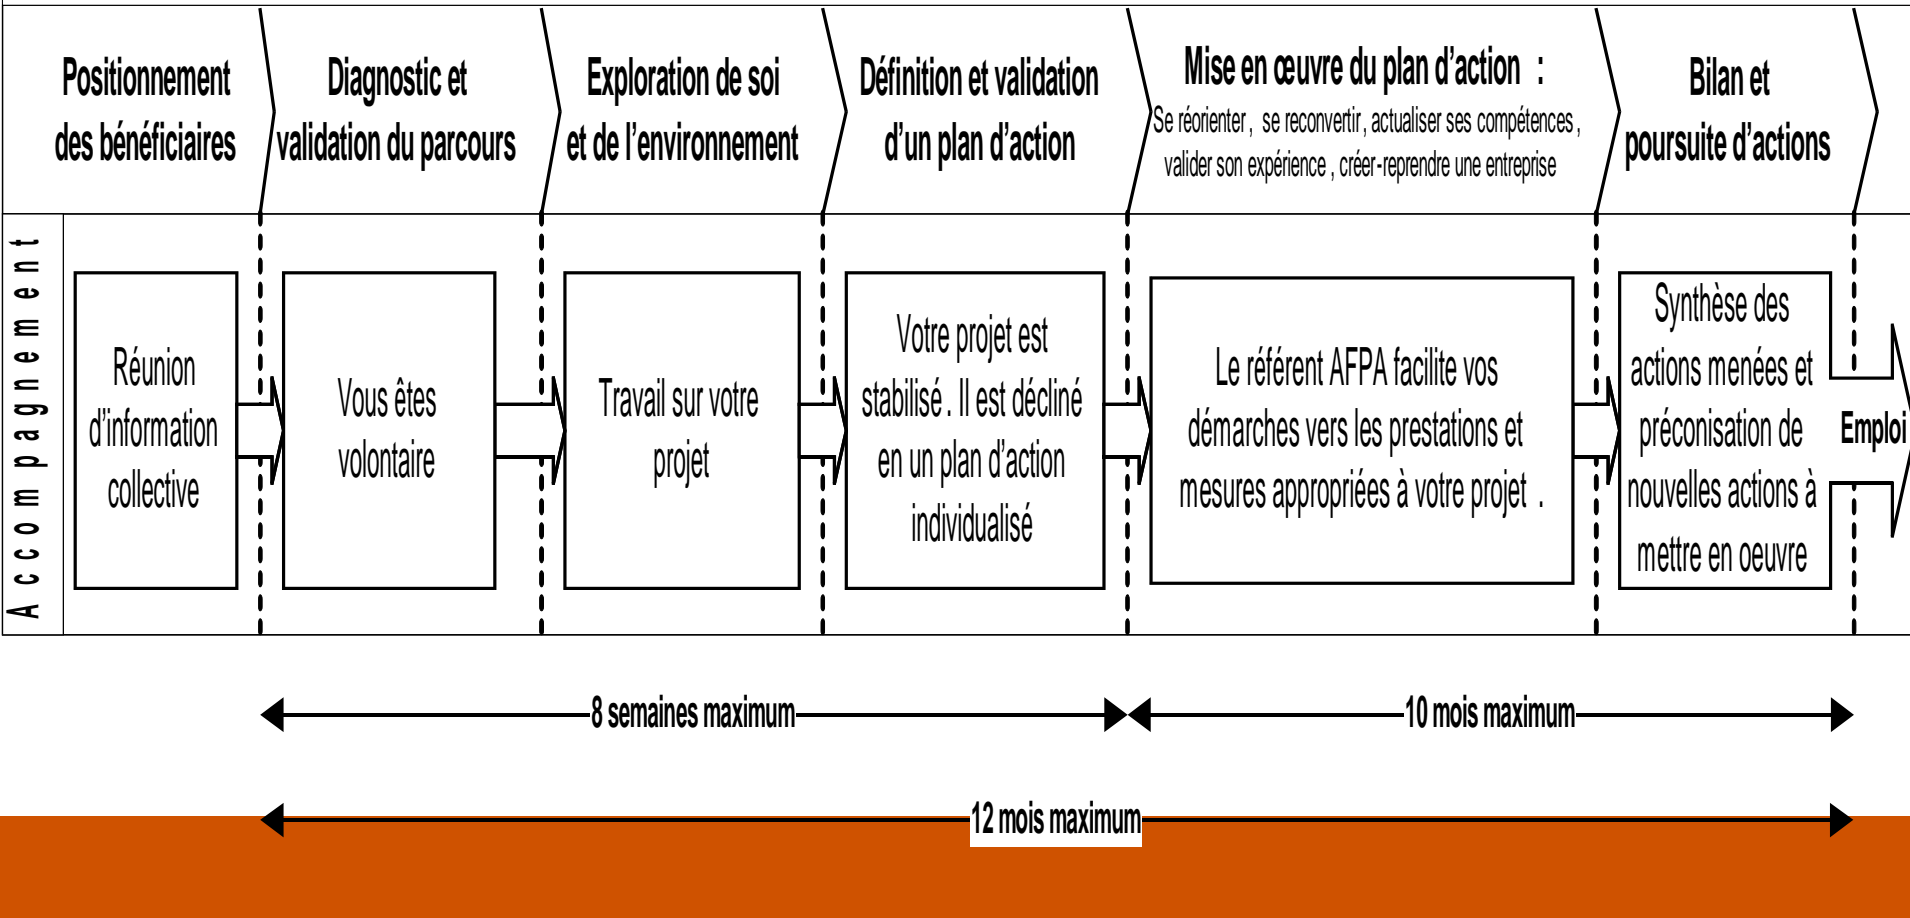 Positionnement
des bénéficiaires
Diagnostic et
validation du parcours
Exploration de soi
et de l’environnement
Définition et validation
d’un plan d’action
Mise en œuvre du plan d’action :
Se réorienter, se reconvertir, actualiser ses compétences,
valider son expérience, créer-reprendre une entreprise
Bilan et
poursuite d’actions
Accompagnement
Réunion
d’information
collective
Vous êtes
volontaire
Travail sur votre
projet
Votre projet est
stabilisé. Il est décliné
en un plan d’action
individualisé
Le référent AFPA facilite vos
démarches vers les prestations et
mesures appropriées à votre projet .
Synthèse des
actions menées et
préconisation de
nouvelles actions à
mettre en oeuvre
Emploi
8 semaines maximum
10 mois maximum
12 mois maximum